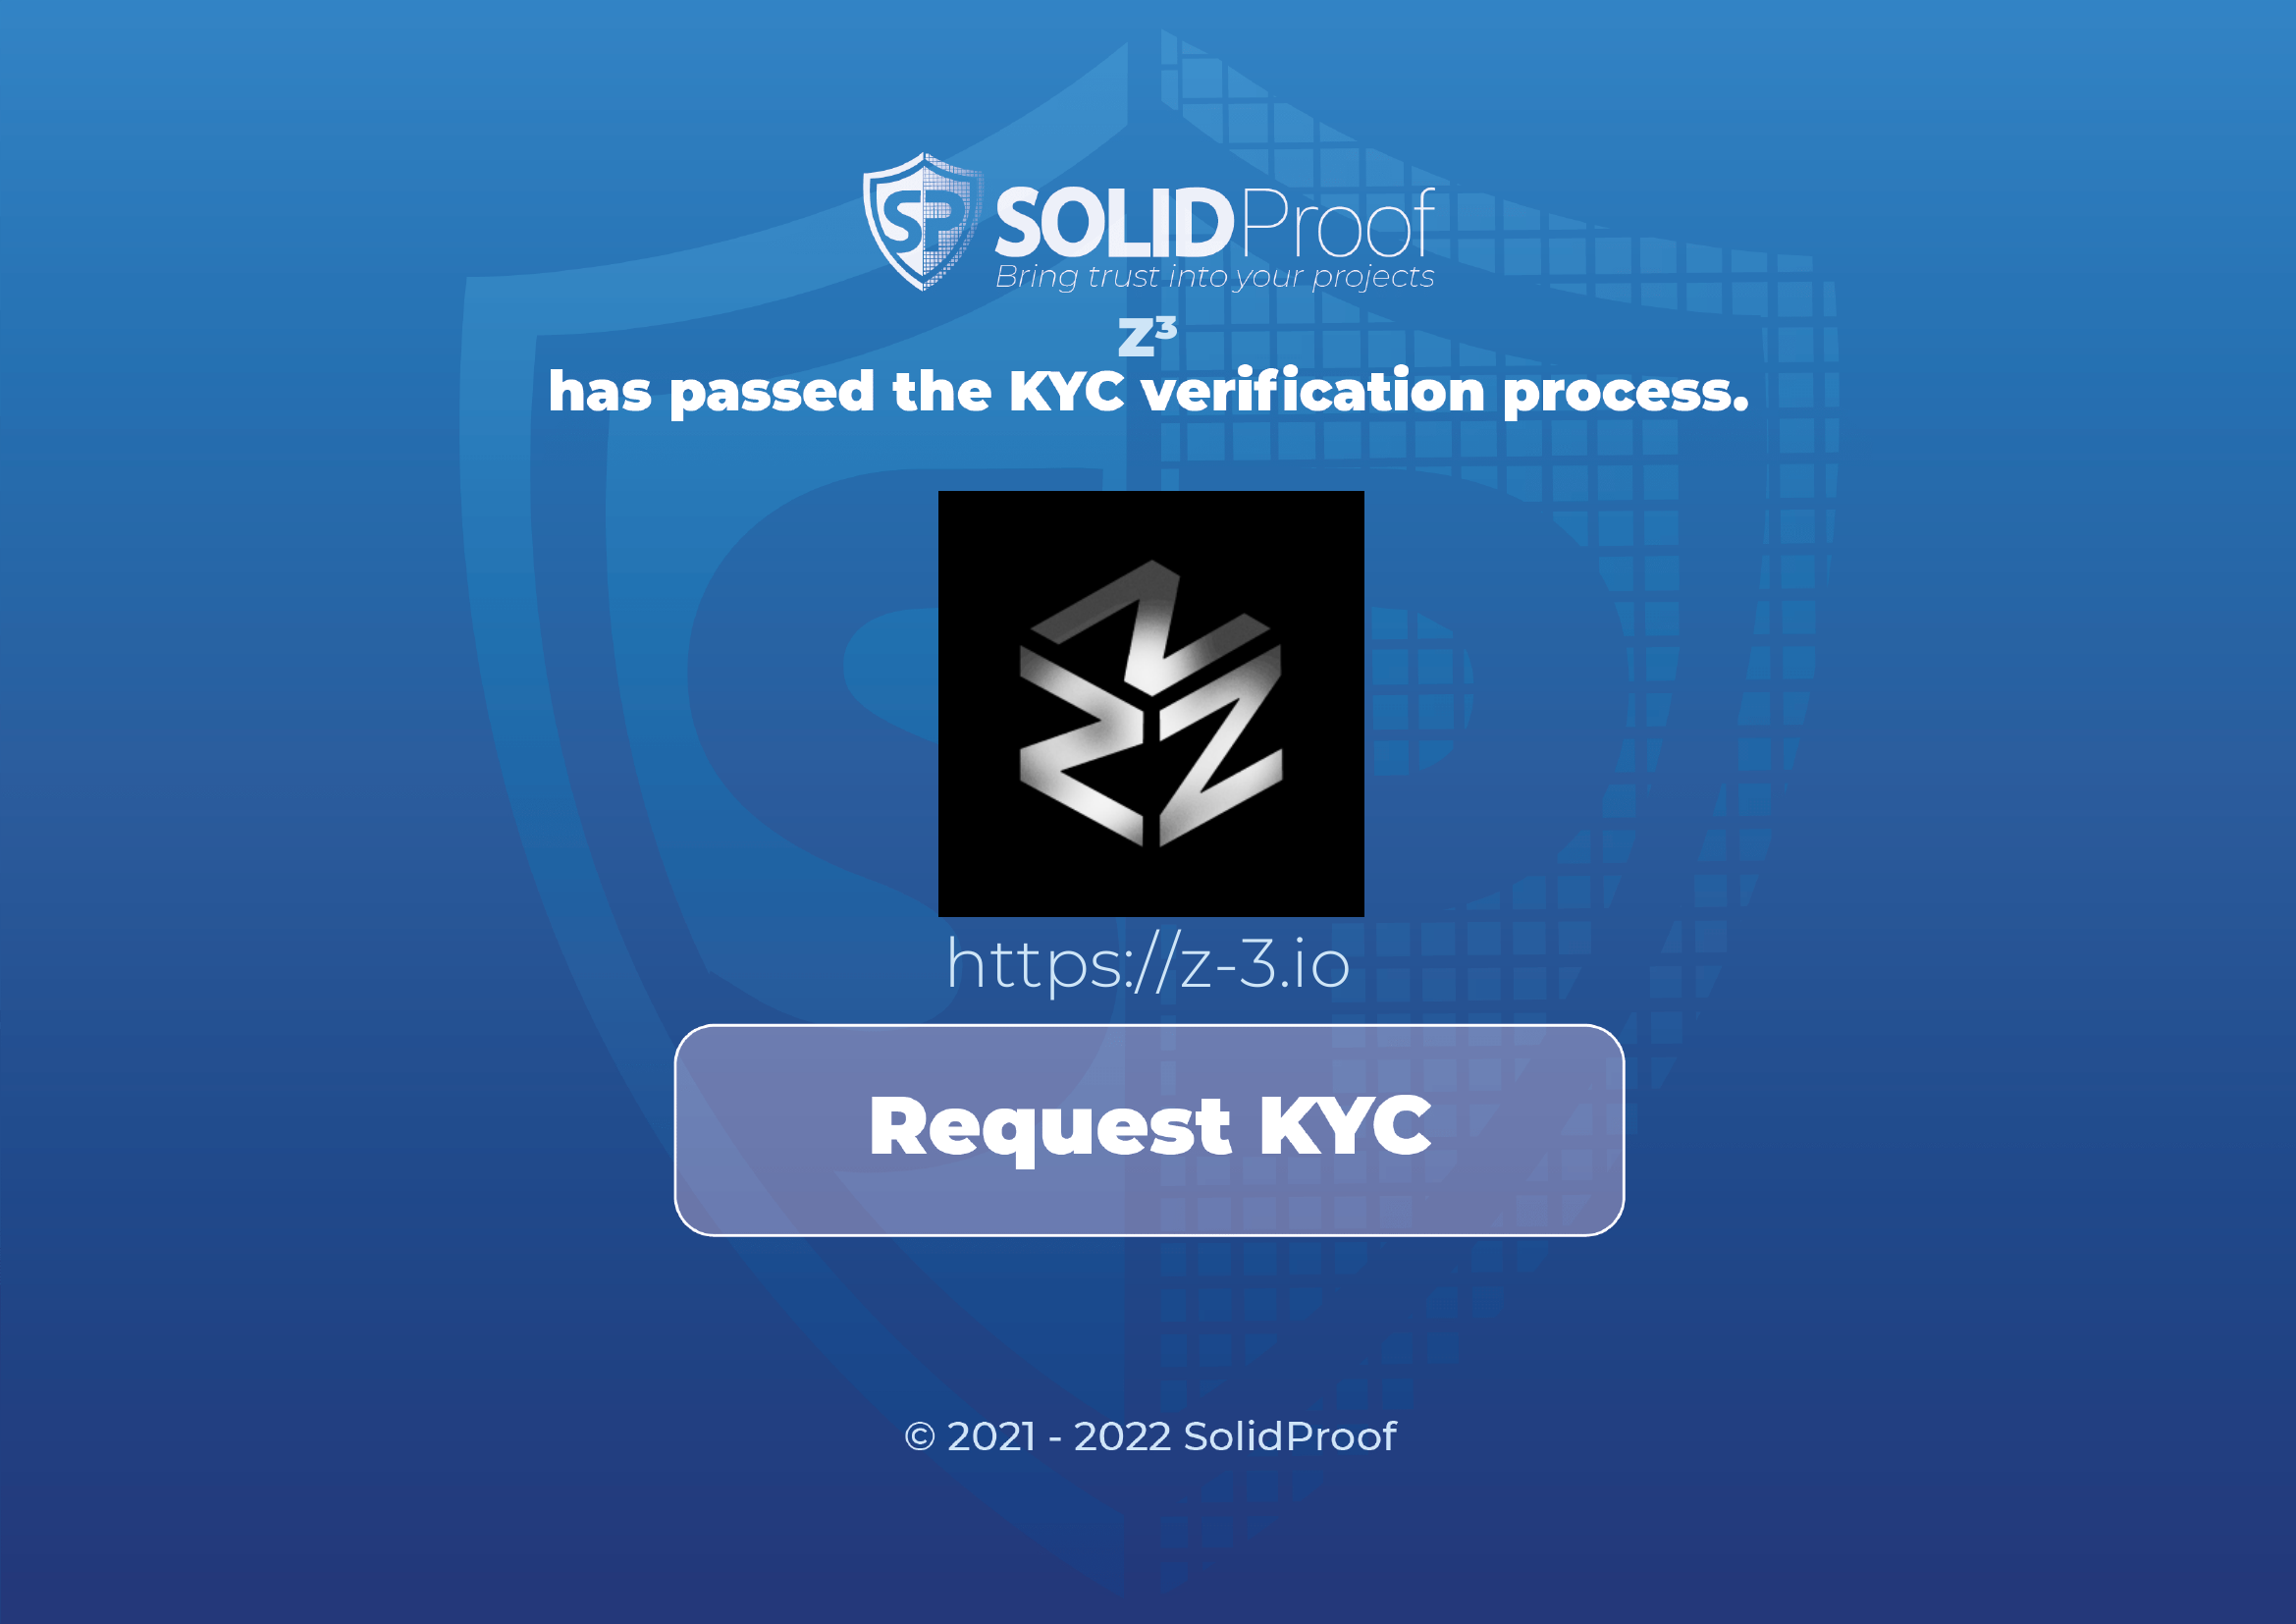 SP SOLIDProof
Bring trust into your projects
Z³
has passed the KYC verification process.
https://z-3.io
Request KYC
© 2021 - 2022 SolidProof